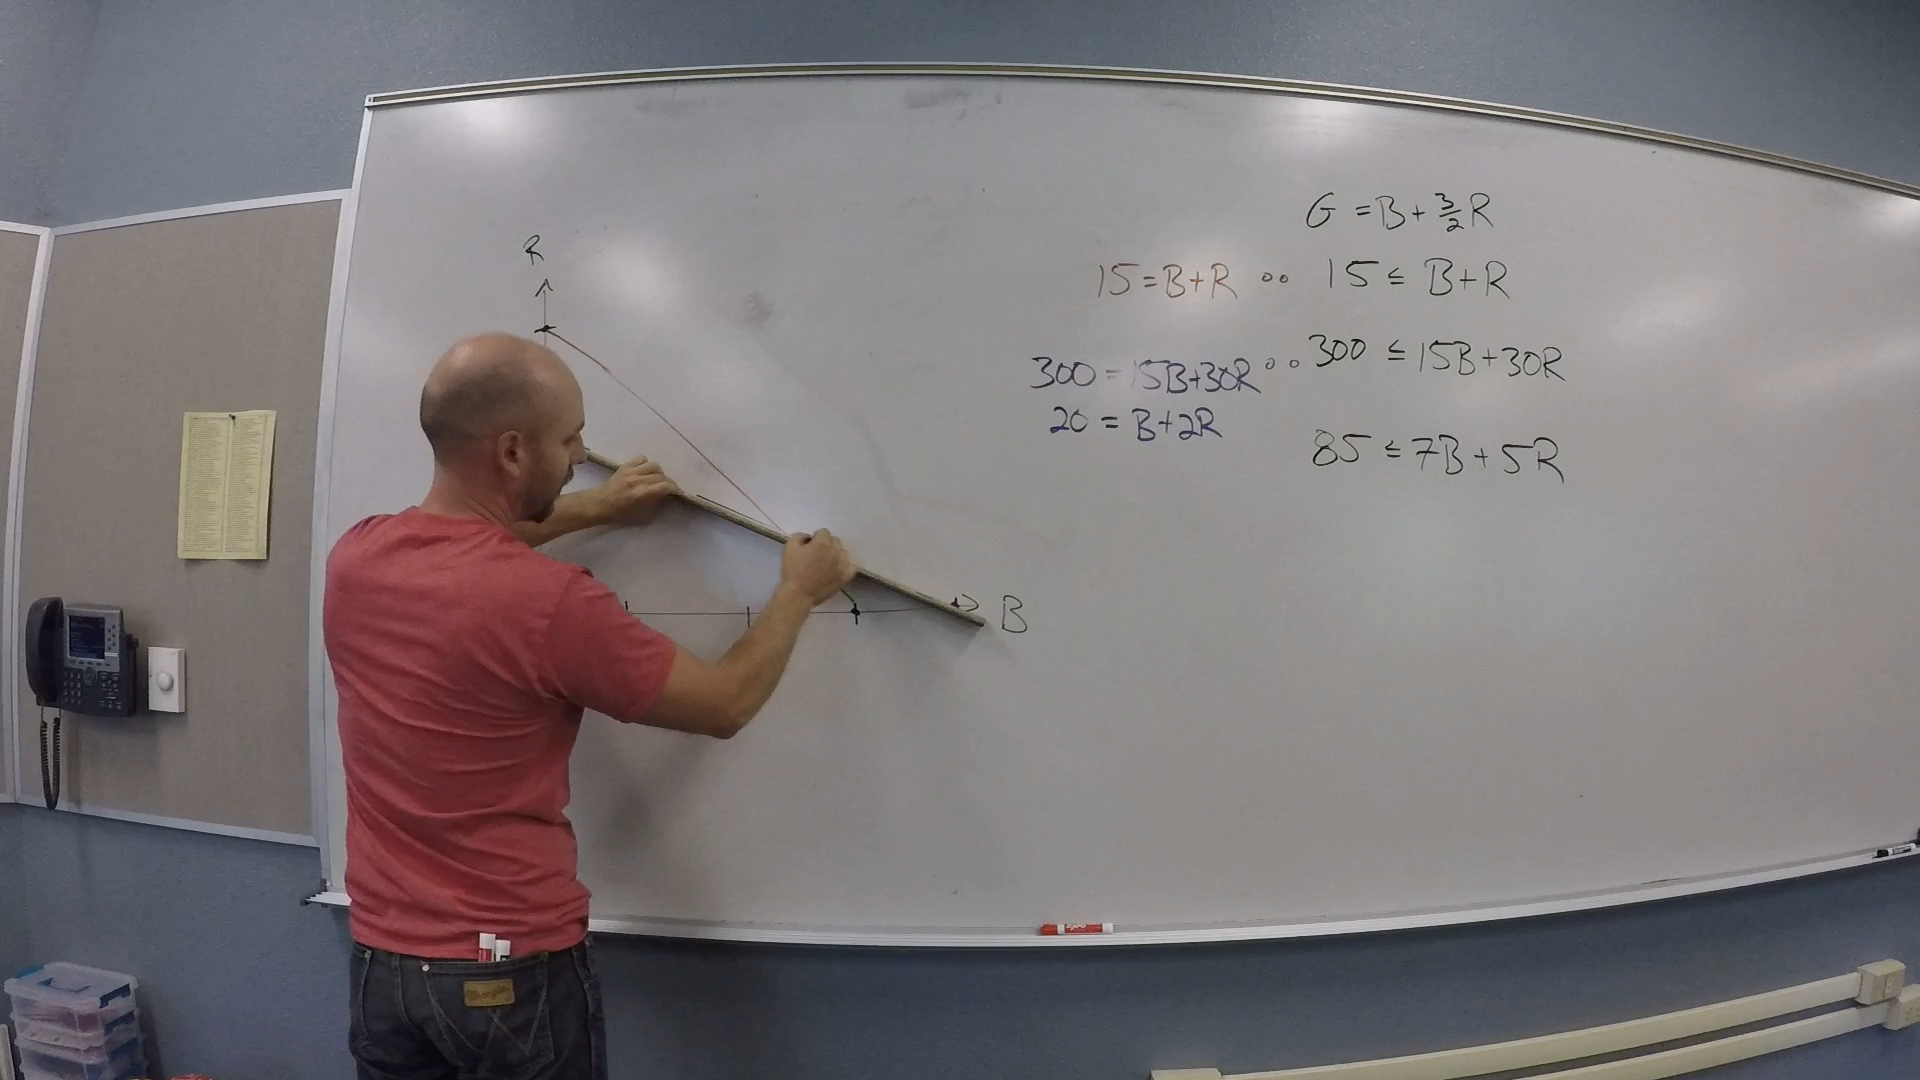 R
B
G = B + 3/2 R
15 = B+R ∘∘ 15 ≤ B+R
300 = 15B+30R ∘∘ 300 ≤ 15B+30R
20 = B+2R
85 ≤ 7B + 5R